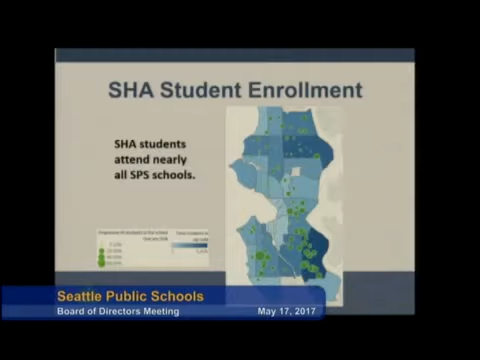 SHA Student Enrollment
SHA students
attend nearly
all SPS schools.
Seattle Public Schools
Board of Directors Meeting May 17, 2017